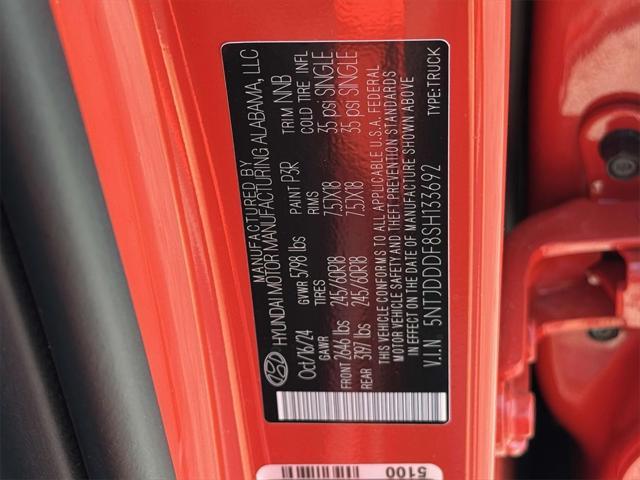 MANUFACTURED BY
HYUNDAI MOTOR MANUFACTURING ALABAMA, LLC
Oct/16/24 GVWR 5798 lbs PAINT P3R TRIM NNB
GAWR TIRES RIMS COLD TIRE INFL
FRONT 2646 lbs 245/60R18 7.5JX18 35 psi SINGLE
REAR 3197 lbs 245/60R18 7.5JX18 35 psi SINGLE
THIS VEHICLE CONFORMS TO ALL APPLICABLE U.S.A. FEDERAL
MOTOR VEHICLE SAFETY AND THEFT PREVENTION STANDARDS
IN EFFECT ON THE DATE OF MANUFACTURE SHOWN ABOVE
V.I.N. 5NTJDDDF8SH133692 TYPE:TRUCK
5100